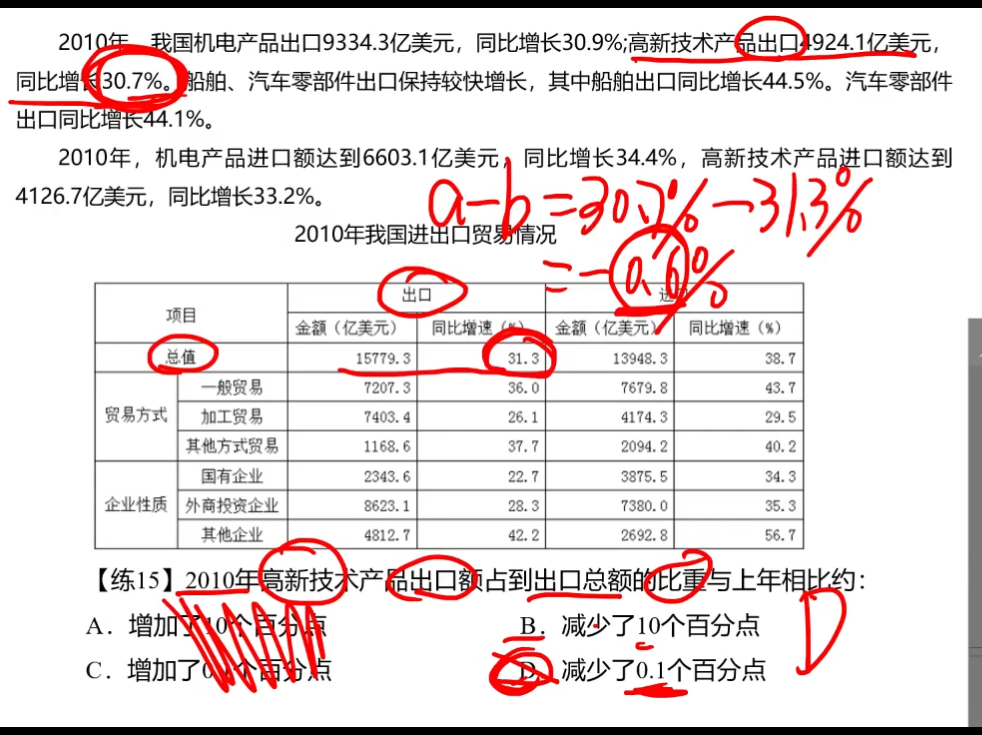 2010年，我国机电产品出口9334.3亿美元，同比增长30.9%;高新技术产品出口4924.1亿美元，
同比增长30.7%。船舶、汽车零部件出口保持较快增长，其中船舶出口同比增长44.5%。汽车零部件
出口同比增长44.1%。
2010年，机电产品进口额达到6603.1亿美元，同比增长34.4%，高新技术产品进口额达到
4126.7亿美元，同比增长33.2%。
a-b=30.7%-31.3%
2010年我国进出口贸易情况
=-0.6%
项目 出口
金额（亿美元） 同比增速（%） 金额（亿美元） 同比增速（%）
总值 15779.3 31.3 13948.3 38.7
贸易方式 一般贸易 7207.3 36.0 7679.8 43.7
加工贸易 7403.4 26.1 4174.3 29.5
其他方式贸易 1168.6 37.7 2094.2 40.2
企业性质 国有企业 2343.6 22.7 3875.5 34.3
外商投资企业 8623.1 28.3 7380.0 35.3
其他企业 4812.7 42.2 2692.8 56.7
【练15】2010年高新技术产品出口额占到出口总额的比重与上年相比约：
A．增加了10个百分点 B．减少了10个百分点 D
C．增加了0.1个百分点 D．减少了0.1个百分点